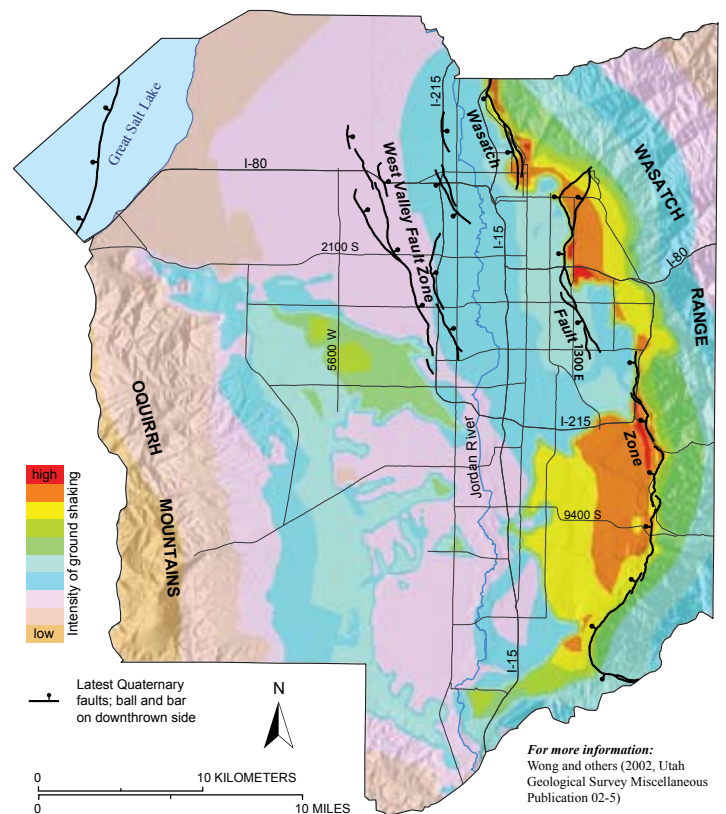 Great Salt Lake
I-215
Wasatch
WASATCH
I-80
West Valley Fault Zone
I-15
2100 S
I-80
RANGE
5600 W
Fault
1300 E
OQUIRRH
I-215
Zone
Jordan River
high
9400 S
MOUNTAINS
Intensity of ground shaking
low
I-15
Latest Quaternary
faults; ball and bar
on downthrown side
N
For more information:
Wong and others (2002, Utah
Geological Survey Miscellaneous
Publication 02-5)
0 10 KILOMETERS
0 10 MILES